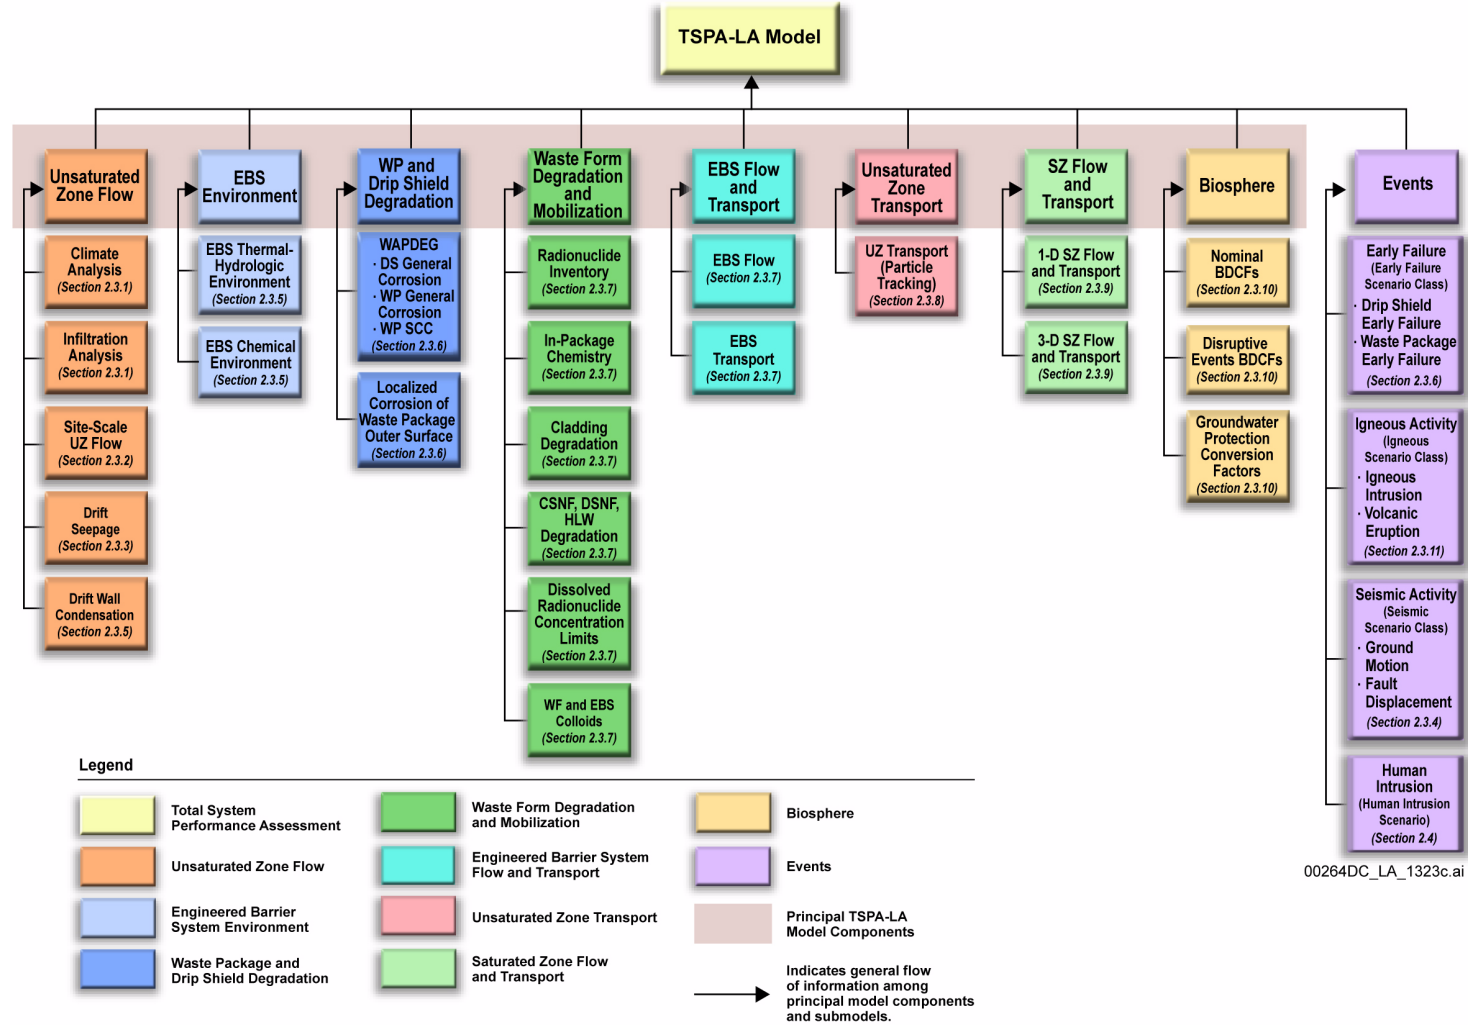 TSPA-LA Model
Unsaturated
Zone Flow
Climate
Analysis
(Section 2.3.1)
Infiltration
Analysis
(Section 2.3.1)
Site-Scale
UZ Flow
(Section 2.3.2)
Drift
Seepage
(Section 2.3.3)
Drift Wall
Condensation
(Section 2.3.5)
EBS
Environment
EBS Thermal-
Hydrologic
Environment
(Section 2.3.5)
EBS Chemical
Environment
(Section 2.3.5)
WP and
Drip Shield
Degradation
WAPDEG
· DS General
Corrosion
· WP General
Corrosion
· WP SCC
(Section 2.3.6)
Localized
Corrosion of
Waste Package
Outer Surface
(Section 2.3.6)
Waste Form
Degradation
and
Mobilization
Radionuclide
Inventory
(Section 2.3.7)
In-Package
Chemistry
(Section 2.3.7)
Cladding
Degradation
(Section 2.3.7)
CSNF, DSNF,
HLW
Degradation
(Section 2.3.7)
Dissolved
Radionuclide
Concentration
Limits
(Section 2.3.7)
WF and EBS
Colloids
(Section 2.3.7)
EBS Flow
and
Transport
EBS Flow
(Section 2.3.7)
EBS
Transport
(Section 2.3.7)
Unsaturated
Zone
Transport
UZ Transport
(Particle
Tracking)
(Section 2.3.8)
SZ Flow
and
Transport
1-D SZ Flow
and Transport
(Section 2.3.9)
3-D SZ Flow
and Transport
(Section 2.3.9)
Biosphere
Nominal
BDCFs
(Section 2.3.10)
Disruptive
Events BDCFs
(Section 2.3.10)
Groundwater
Protection
Conversion
Factors
(Section 2.3.10)
Events
Early Failure
(Early Failure
Scenario Class)
· Drip Shield
Early Failure
· Waste Package
Early Failure
(Section 2.3.6)
Igneous Activity
(Igneous
Scenario Class)
· Igneous
Intrusion
· Volcanic
Eruption
(Section 2.3.11)
Seismic Activity
(Seismic
Scenario Class)
· Ground
Motion
· Fault
Displacement
(Section 2.3.4)
Human
Intrusion
(Human Intrusion
Scenario)
(Section 2.4)
00264DC_LA_1323c.ai
Legend
Total System
Performance Assessment
Unsaturated Zone Flow
Engineered Barrier
System Environment
Waste Package and
Drip Shield Degradation
Waste Form Degradation
and Mobilization
Engineered Barrier System
Flow and Transport
Unsaturated Zone Transport
Saturated Zone Flow
and Transport
Biosphere
Events
Principal TSPA-LA
Model Components
Indicates general flow
of information among
principal model components
and submodels.